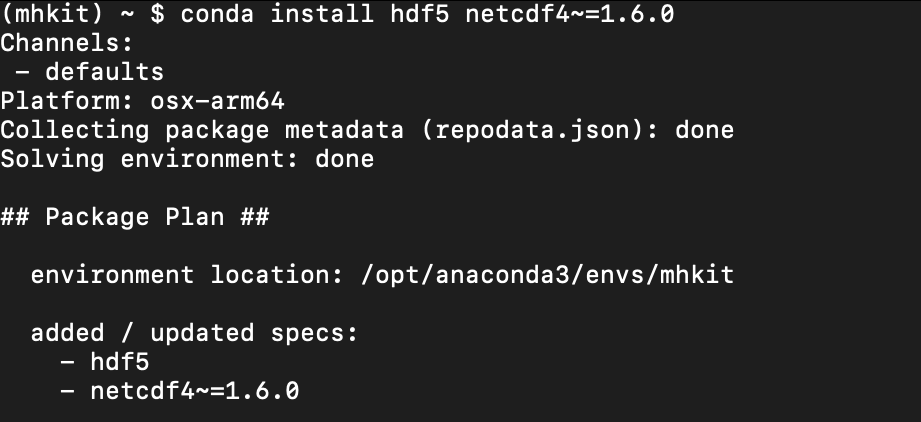 (mhkit) ~ $ conda install hdf5 netcdf4~=1.6.0
Channels:
 - defaults
Platform: osx-arm64
Collecting package metadata (repodata.json): done
Solving environment: done

## Package Plan ##

  environment location: /opt/anaconda3/envs/mhkit

  added / updated specs:
    - hdf5
    - netcdf4~=1.6.0